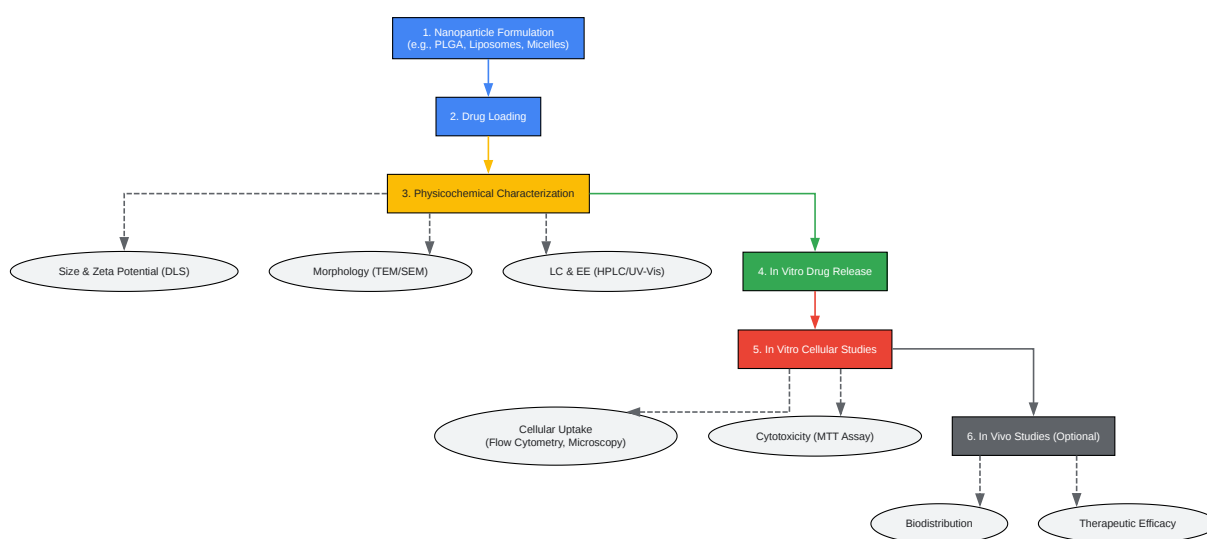 1. Nanoparticle Formulation
(e.g., PLGA, Liposomes, Micelles)
2. Drug Loading
3. Physicochemical Characterization
Size & Zeta Potential (DLS)
Morphology (TEM/SEM)
LC & EE (HPLC/UV-Vis)
4. In Vitro Drug Release
5. In Vitro Cellular Studies
Cellular Uptake
(Flow Cytometry, Microscopy)
Cytotoxicity (MTT Assay)
6. In Vivo Studies (Optional)
Biodistribution
Therapeutic Efficacy